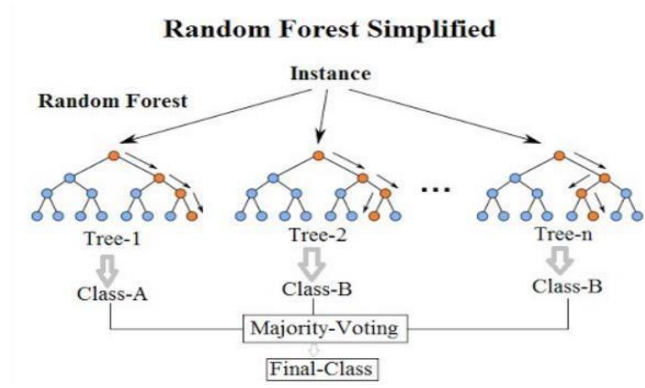 Random Forest Simplified
Instance
Random Forest
...
Tree-1
Tree-2
Tree-n
Class-A
Class-B
Class-B
Majority-Voting
Final-Class